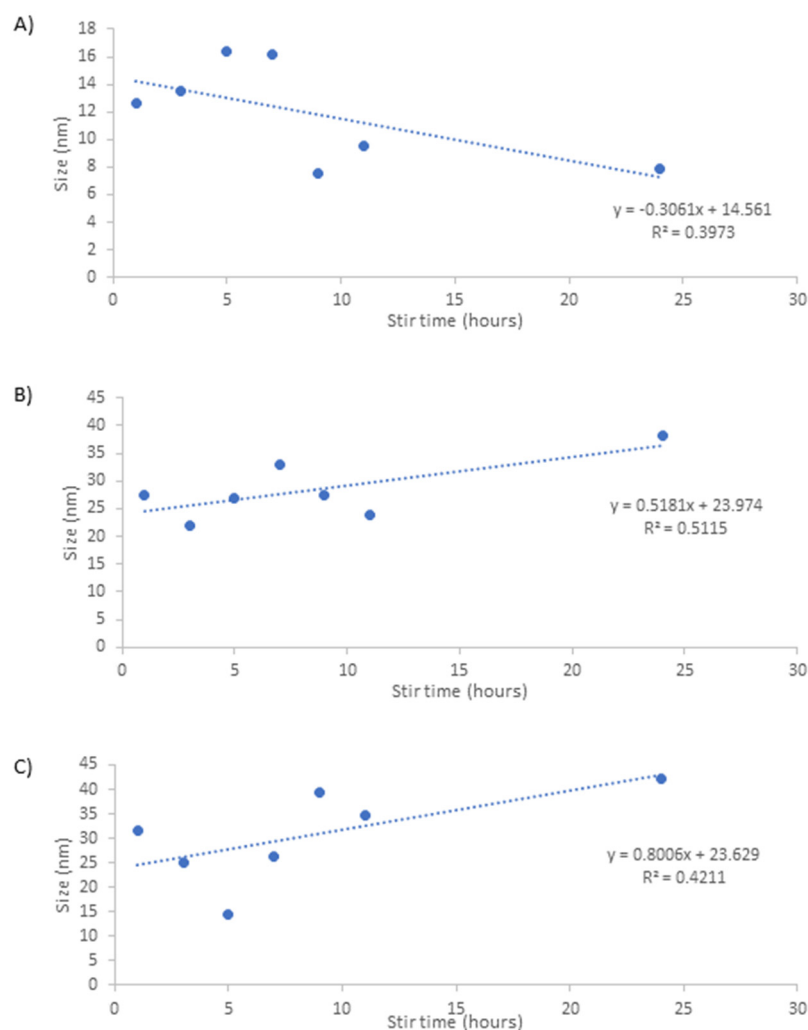 A)
18
16
14
12
10
8
6
4
2
0
Size (nm)
y = -0.3061x + 14.561
R² = 0.3973
0 5 10 15 20 25 30
Stir time (hours)
B)
45
40
35
30
25
20
15
10
5
0
Size (nm)
y = 0.5181x + 23.974
R² = 0.5115
0 5 10 15 20 25 30
Stir time (hours)
C)
45
40
35
30
25
20
15
10
5
0
Size (nm)
y = 0.8006x + 23.629
R² = 0.4211
0 5 10 15 20 25 30
Stir time (hours)